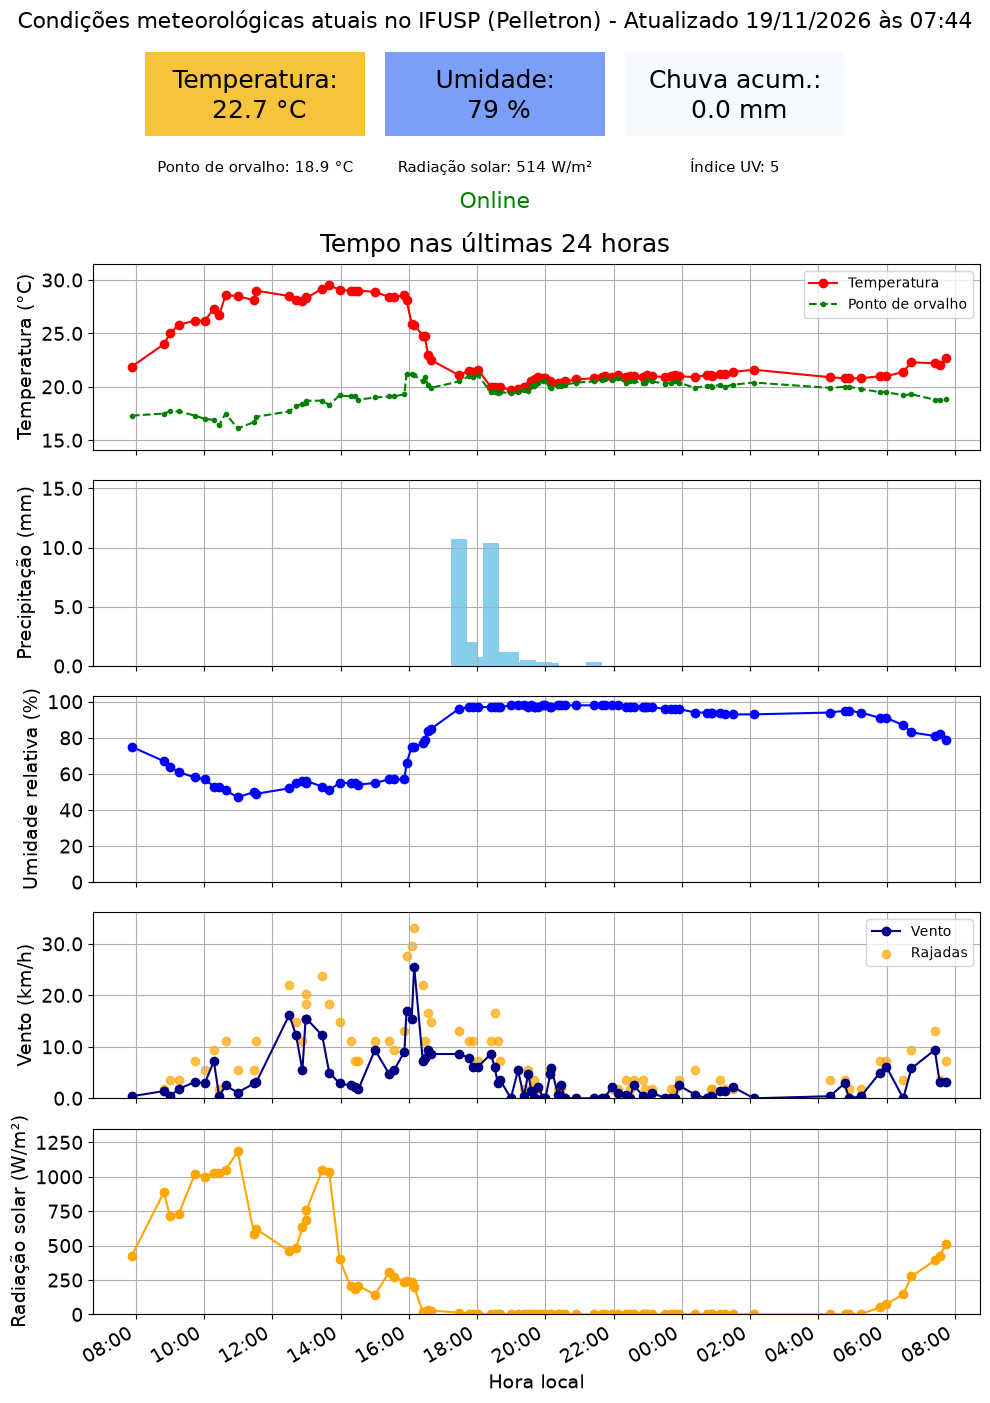 Condições meteorológicas atuais no IFUSP (Pelletron) - Atualizado 19/11/2026 às 07:44
Temperatura:
22.7 °C
Umidade:
79 %
Chuva acum.:
0.0 mm
Ponto de orvalho: 18.9 °C
Radiação solar: 514 W/m²
Índice UV: 5
Online
Tempo nas últimas 24 horas
Temperatura (°C)
30.0
25.0
20.0
15.0
Temperatura
Ponto de orvalho
Precipitação (mm)
15.0
10.0
5.0
0.0
Umidade relativa (%)
100
80
60
40
20
0
Vento (km/h)
30.0
20.0
10.0
0.0
Vento
Rajadas
Radiação solar (W/m²)
1250
1000
750
500
250
0
08:00
10:00
12:00
14:00
16:00
18:00
20:00
22:00
00:00
02:00
04:00
06:00
08:00
Hora local